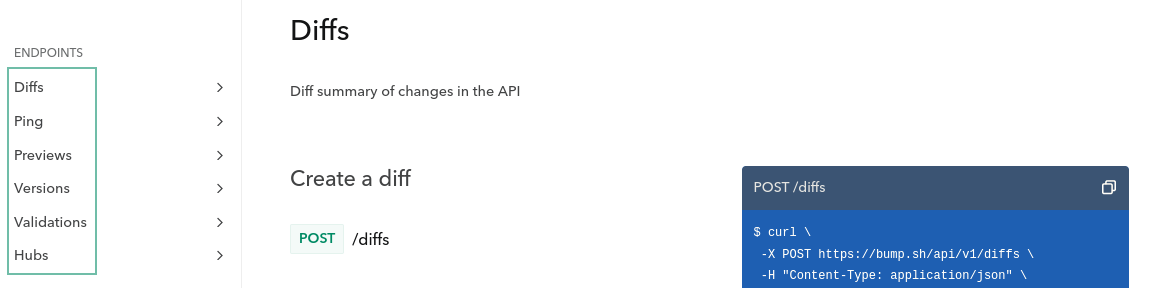 ENDPOINTS
Diffs
Ping
Previews
Versions
Validations
Hubs
Diffs
Diff summary of changes in the API
Create a diff
POST /diffs
POST /diffs
$ curl \
-X POST https://bump.sh/api/v1/diffs \
-H "Content-Type: application/json" \